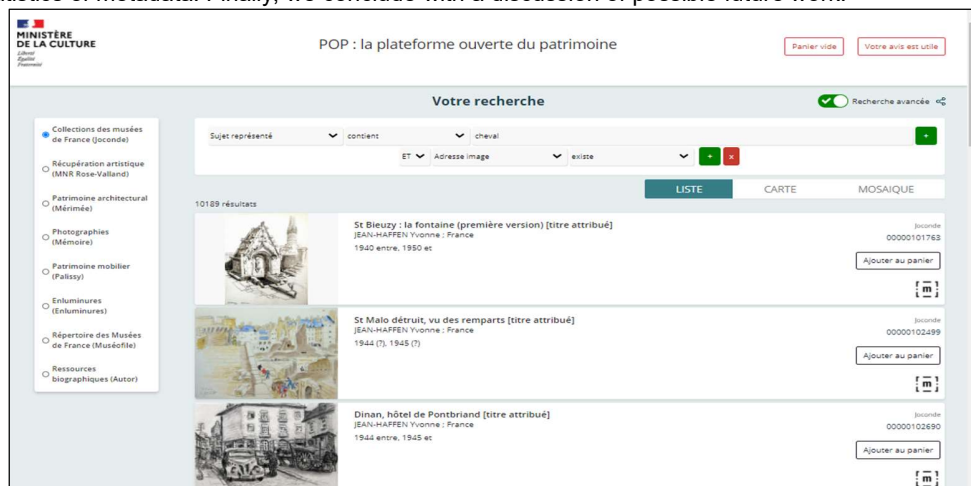 istics of metadata. Finally, we conclude with a discussion of possible future work.
MINISTÈRE
DE LA CULTURE
Liberté
Égalité
Fraternité
POP : la plateforme ouverte du patrimoine
Panier vide
Votre avis est utile
Votre recherche
Recherche avancée
Collections des musées
de France (Joconde)
Récupération artistique
(MNR Rose-Valland)
Patrimoine architectural
(Mérimée)
Photographies
(Mémoire)
Patrimoine mobilier
(Palissy)
Enluminures
(Enluminures)
Répertoire des Musées
de France (Muséofile)
Ressources
biographiques (Autor)
Sujet représenté contient cheval +
ET Adresse image existe + x
LISTE CARTE MOSAIQUE
10189 résultats
St Bieuzy : la fontaine (première version) [titre attribué]
JEAN-HAFFEN Yvonne ; France
1940 entre, 1950 et
Joconde
00000101763
Ajouter au panier
[m]
St Malo détruit, vu des remparts [titre attribué]
JEAN-HAFFEN Yvonne ; France
1944 (?), 1945 (?)
Joconde
00000102499
Ajouter au panier
[m]
Dinan, hôtel de Pontbriand [titre attribué]
JEAN-HAFFEN Yvonne ; France
1944 entre, 1945 et
Joconde
00000102690
Ajouter au panier
[m]